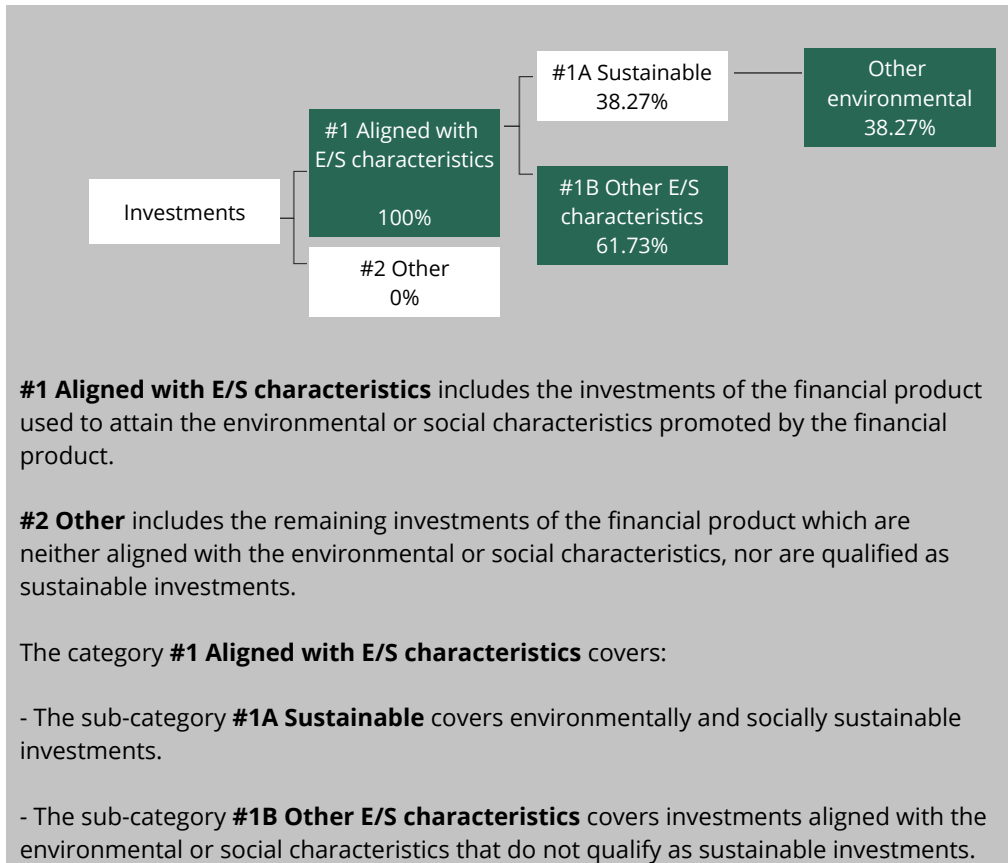 #1A Sustainable
38.27%
Other
environmental
38.27%
#1 Aligned with
E/S characteristics
100%
#1B Other E/S
characteristics
61.73%
Investments
#2 Other
0%
#1 Aligned with E/S characteristics includes the investments of the financial product
used to attain the environmental or social characteristics promoted by the financial
product.
#2 Other includes the remaining investments of the financial product which are
neither aligned with the environmental or social characteristics, nor are qualified as
sustainable investments.
The category #1 Aligned with E/S characteristics covers:
- The sub-category #1A Sustainable covers environmentally and socially sustainable
investments.
- The sub-category #1B Other E/S characteristics covers investments aligned with the
environmental or social characteristics that do not qualify as sustainable investments.